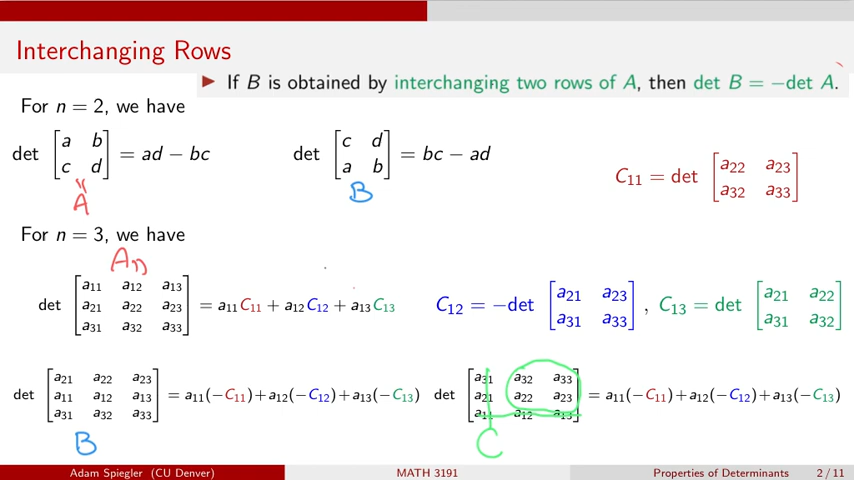 Interchanging Rows
▶ If B is obtained by interchanging two rows of A, then det B = −det A.
For n = 2, we have
det [a b; c d] = ad − bc    det [c d; a b] = bc − ad
A    B
C11 = det [a22 a23; a32 a33]
For n = 3, we have
A
det [a11 a12 a13; a21 a22 a23; a31 a32 a33] = a11C11 + a12C12 + a13C13    C12 = −det [a21 a23; a31 a33] , C13 = det [a21 a22; a31 a32]
det [a21 a22 a23; a11 a12 a13; a31 a32 a33] = a11(−C11)+a12(−C12)+a13(−C13)    det [a31 a32 a33; a21 a22 a23; a11 a12 a13] = a11(−C11)+a12(−C12)+a13(−C13)
B    C
Adam Spiegler (CU Denver)    MATH 3191    Properties of Determinants    2 / 11